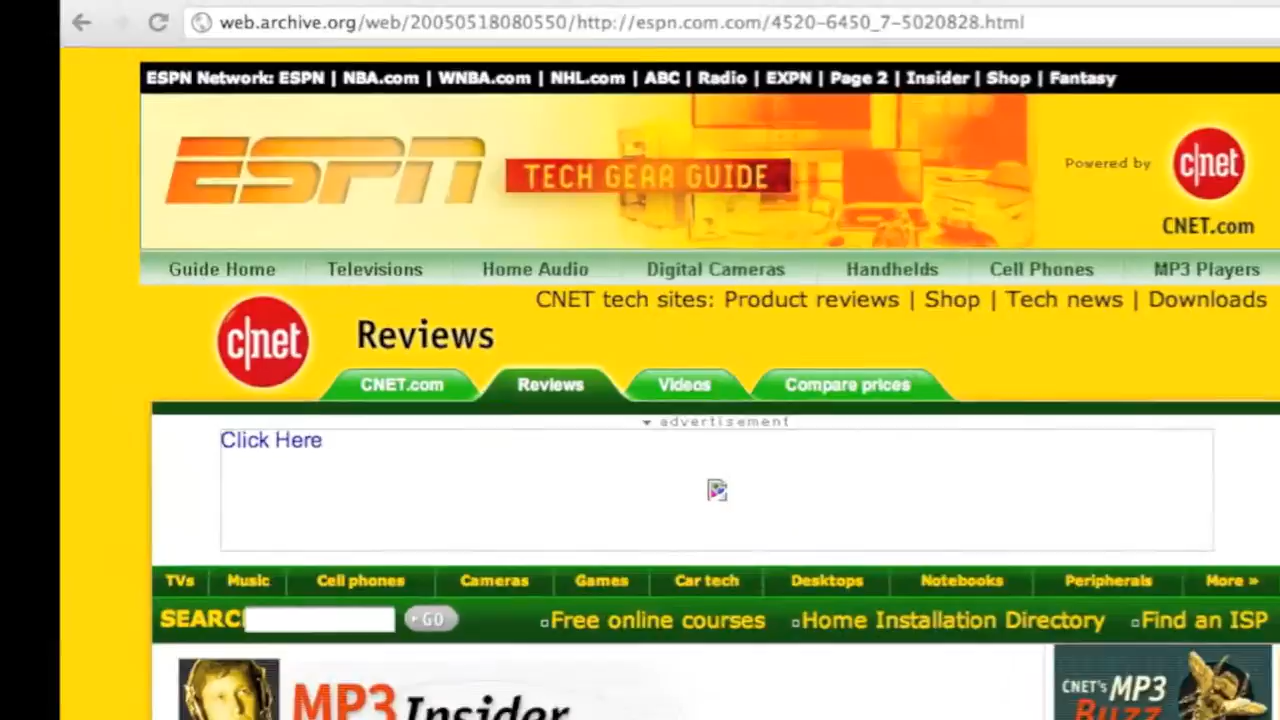 web.archive.org/web/20050518080550/http://espn.com.com/4520-6450_7-5020828.html
ESPN Network: ESPN | NBA.com | WNBA.com | NHL.com | ABC | Radio | EXPN | Page 2 | Insider | Shop | Fantasy
ESPN TECH GEAR GUIDE
Powered by c|net
CNET.com
Guide Home Televisions Home Audio Digital Cameras Handhelds Cell Phones MP3 Players
CNET tech sites: Product reviews | Shop | Tech news | Downloads
c|net Reviews
CNET.com Reviews Videos Compare prices
advertisement
Click Here
TVs Music Cell phones Cameras Games Car tech Desktops Notebooks Peripherals More »
SEARC GO Free online courses Home Installation Directory Find an ISP
MP3 Insider
CNET's MP3
Buzz